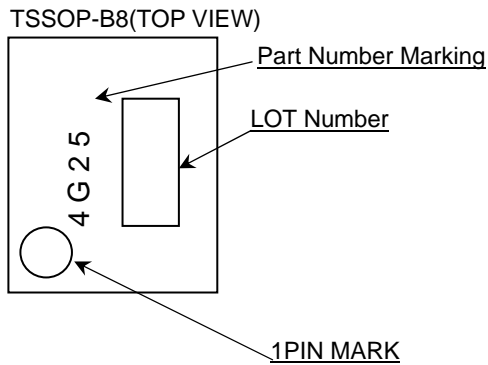 TSSOP-B8(TOP VIEW)
Part Number Marking
LOT Number
4G25
1PIN MARK